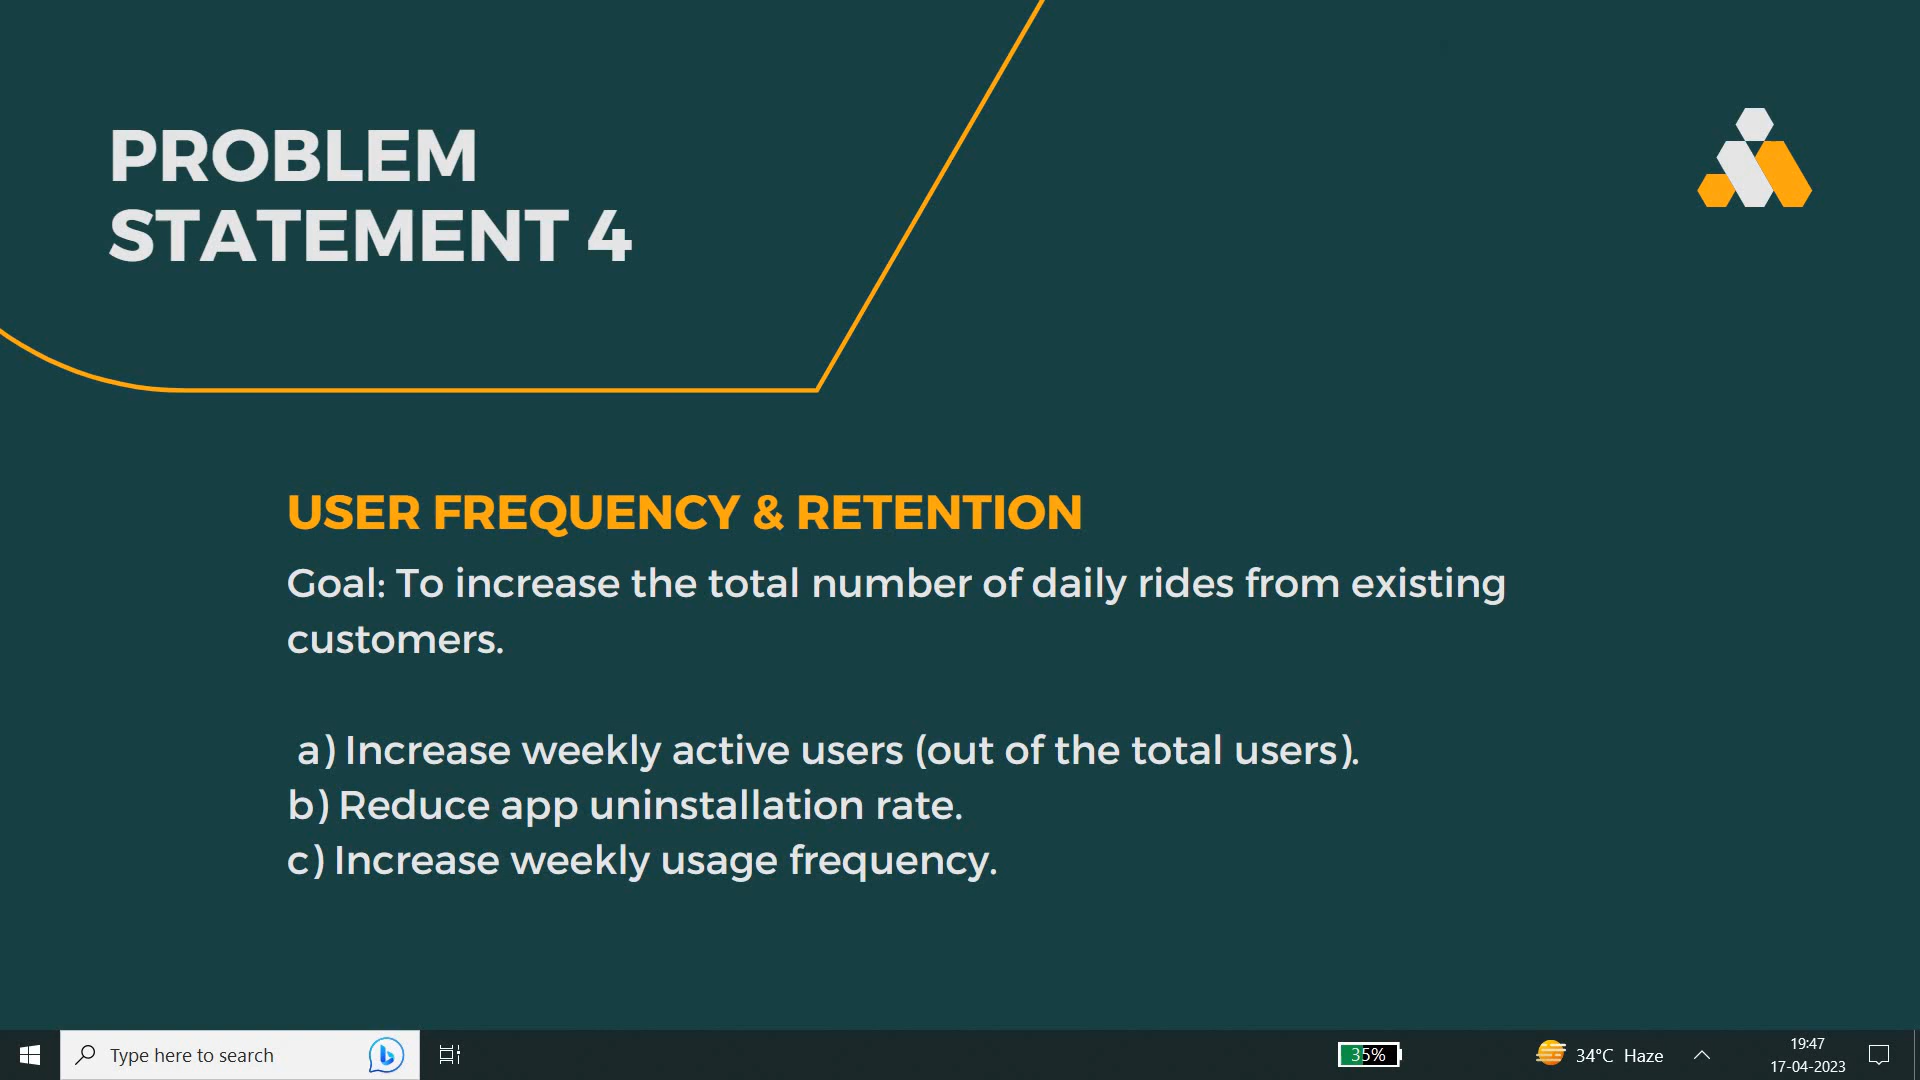 PROBLEM
STATEMENT 4
USER FREQUENCY & RETENTION
Goal: To increase the total number of daily rides from existing
customers.
a) Increase weekly active users (out of the total users).
b) Reduce app uninstallation rate.
c) Increase weekly usage frequency.
Type here to search
35%
34°C Haze
19:47
17-04-2023